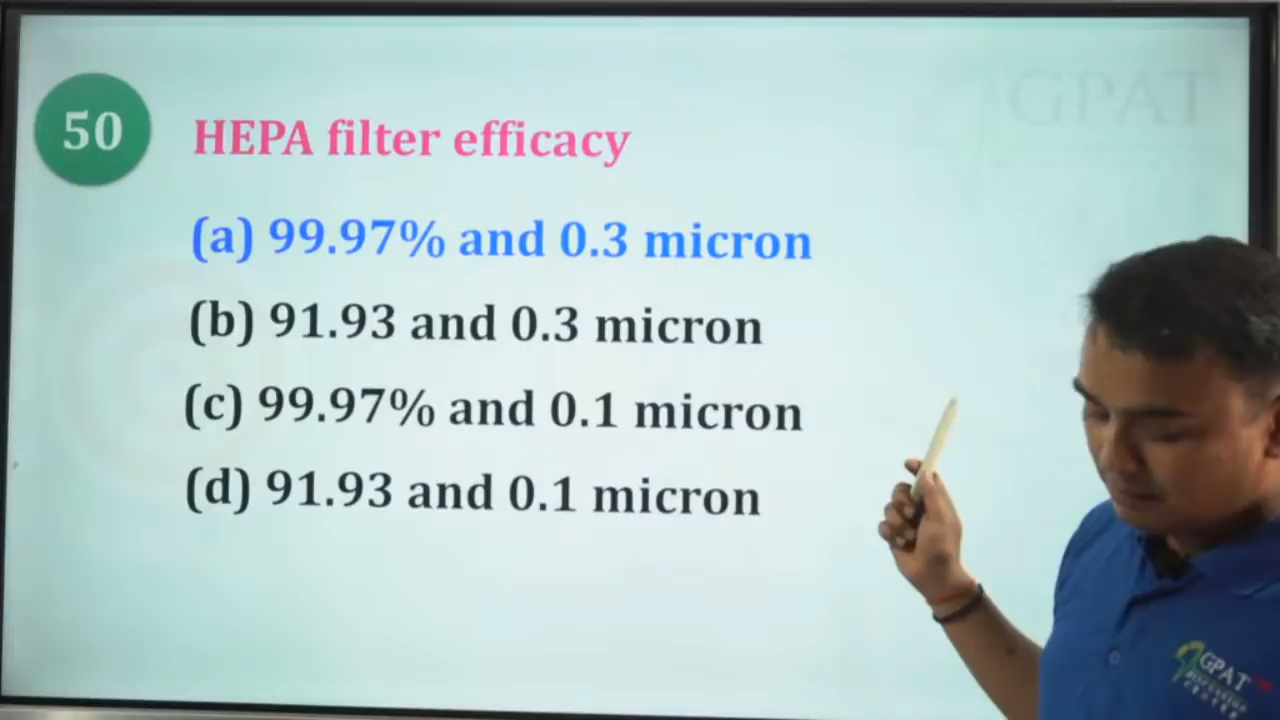 50
HEPA filter efficacy
(a) 99.97% and 0.3 micron
(b) 91.93 and 0.3 micron
(c) 99.97% and 0.1 micron
(d) 91.93 and 0.1 micron
GPAT
GPAT